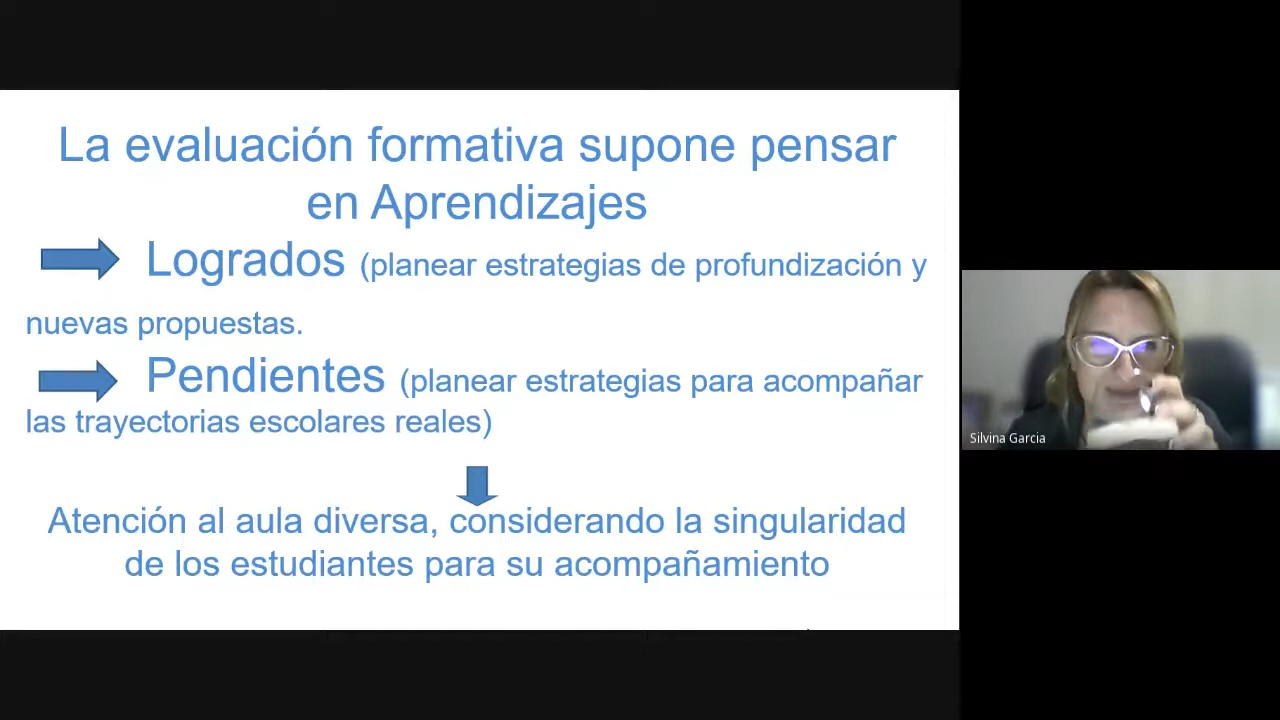 La evaluación formativa supone pensar
en Aprendizajes
Logrados (planear estrategias de profundización y
nuevas propuestas.
Pendientes (planear estrategias para acompañar
las trayectorias escolares reales)
Atención al aula diversa, considerando la singularidad
de los estudiantes para su acompañamiento
Silvina Garcia